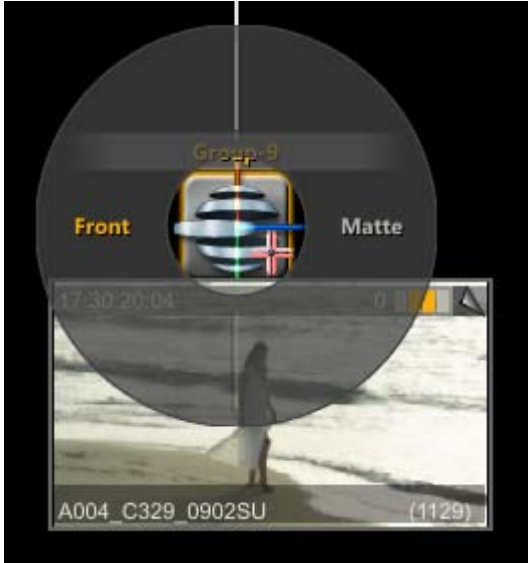 Group-9
Front
Matte
17:30:20:04
0
A004_C329_0902SU
(1129)